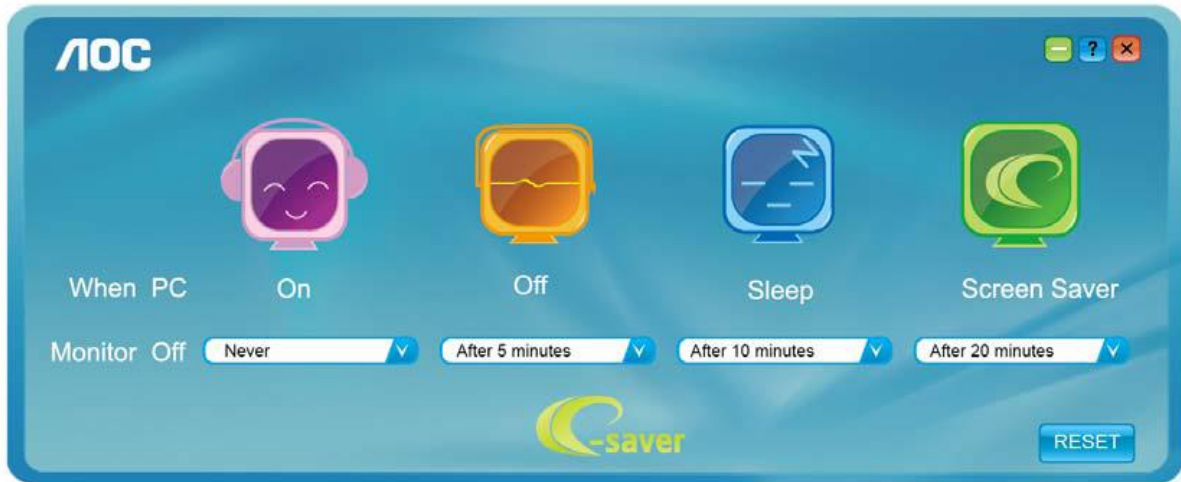 AOC
?
When PC On Off Sleep Screen Saver
Monitor Off Never After 5 minutes After 10 minutes After 20 minutes
e-saver
RESET